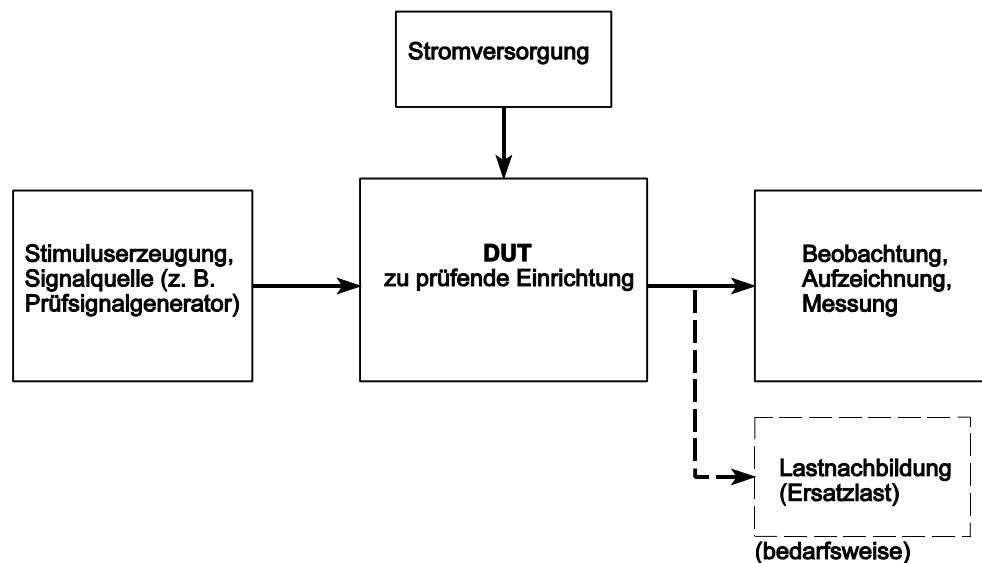 Stromversorgung
Stimuluserzeugung,
Signalquelle (z. B.
Prüfsignalgenerator)
DUT
zu prüfende Einrichtung
Beobachtung,
Aufzeichnung,
Messung
Lastnachbildung
(Ersatzlast)
(bedarfsweise)